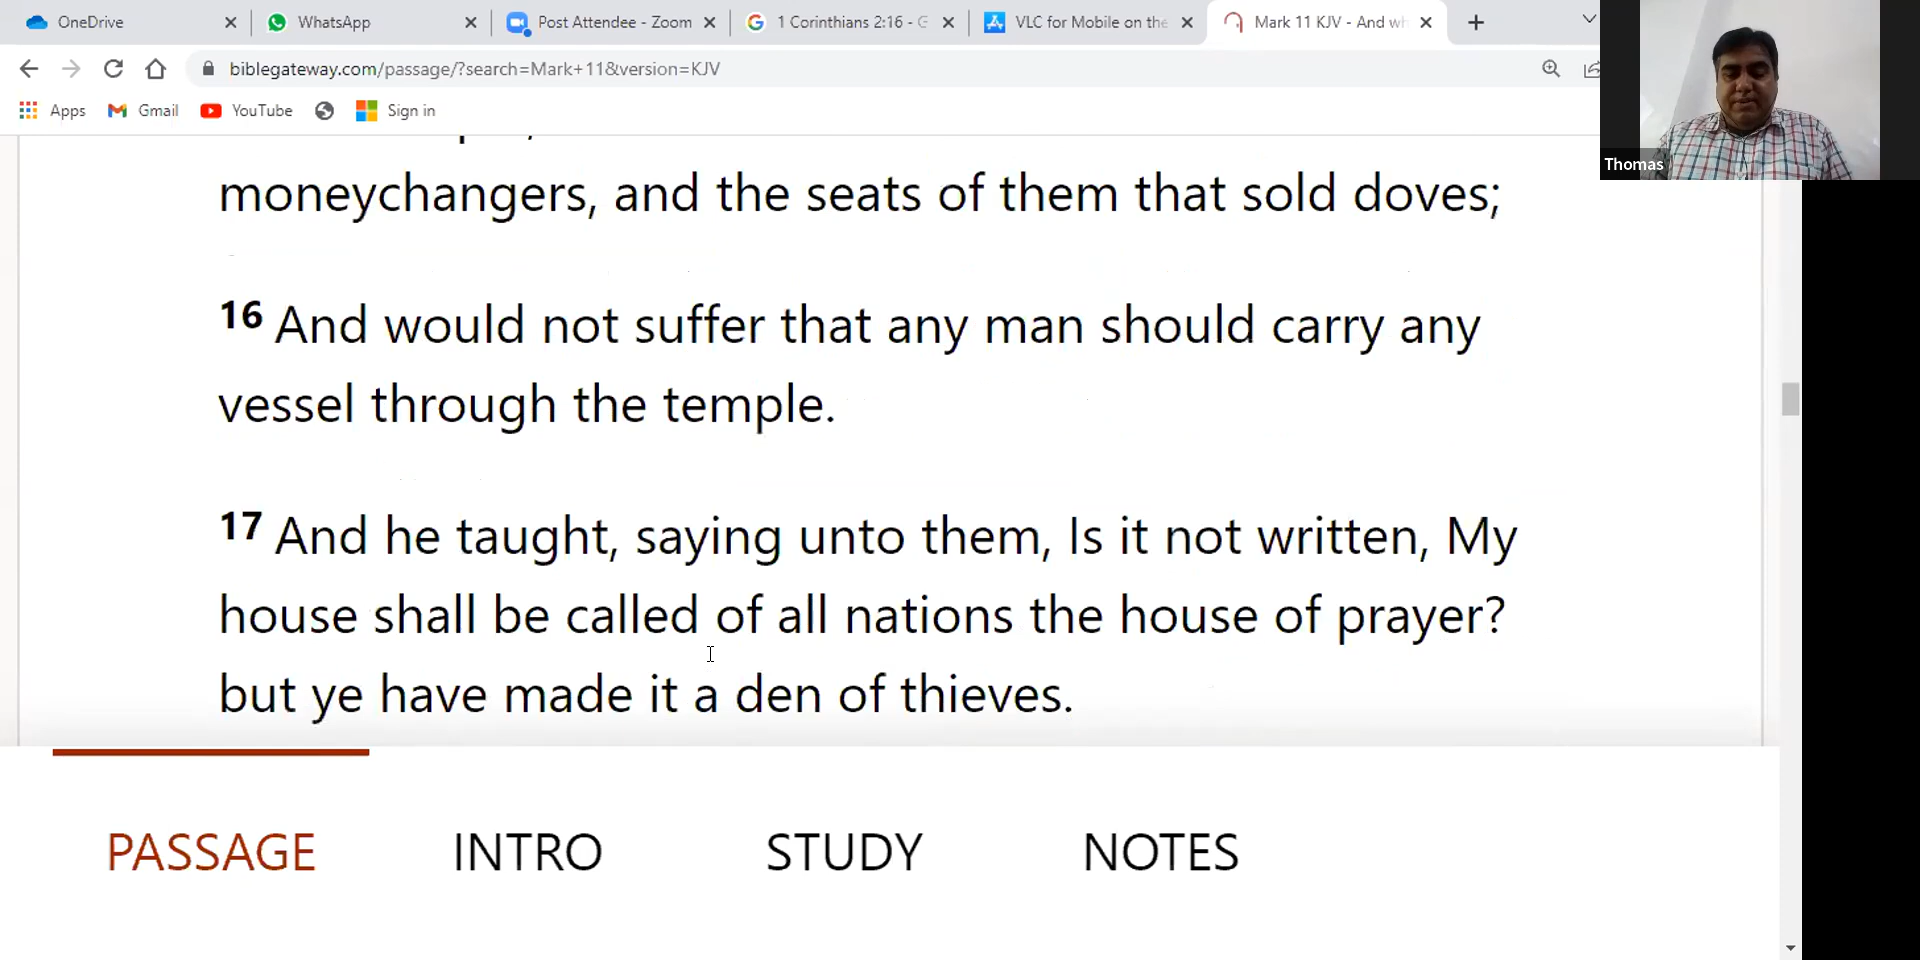 OneDrive
WhatsApp
Post Attendee - Zoom
1 Corinthians 2:16 - G
VLC for Mobile on the
Mark 11 KJV - And wh
biblegateway.com/passage/?search=Mark+11&version=KJV
Apps
Gmail
YouTube
Sign in
Thomas
moneychangers, and the seats of them that sold doves;
16 And would not suffer that any man should carry any
vessel through the temple.
17 And he taught, saying unto them, Is it not written, My
house shall be called of all nations the house of prayer?
but ye have made it a den of thieves.
PASSAGE
INTRO
STUDY
NOTES